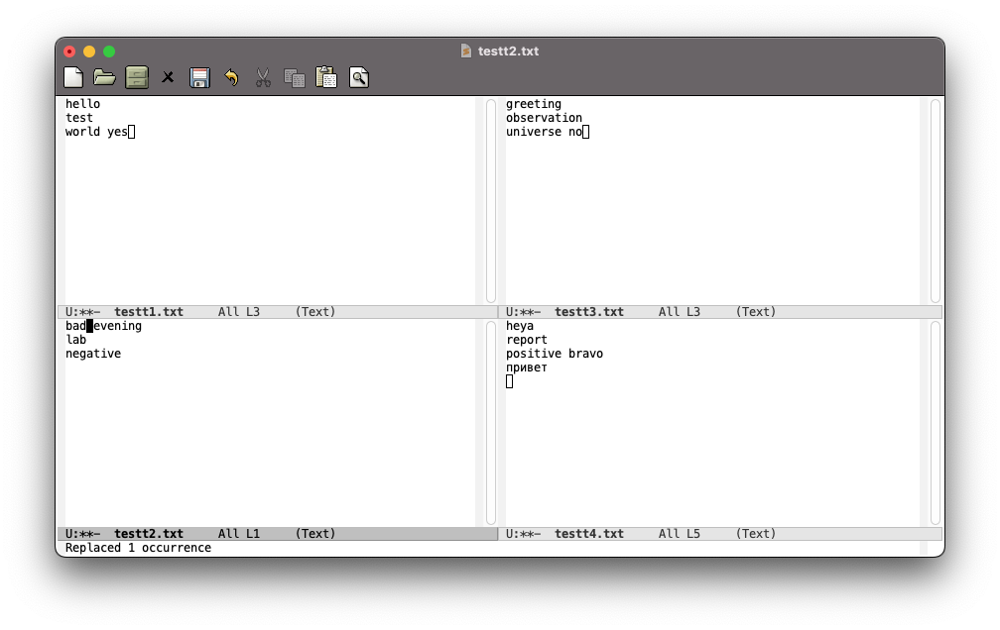 testt2.txt
hello
test
world yes
U:**-  testt1.txt     All L3     (Text)
greeting
observation
universe no
U:**-  testt3.txt     All L3     (Text)
bad evening
lab
negative
U:**-  testt2.txt     All L1     (Text)
heya
report
positive bravo
привет
U:**-  testt4.txt     All L5     (Text)
Replaced 1 occurrence